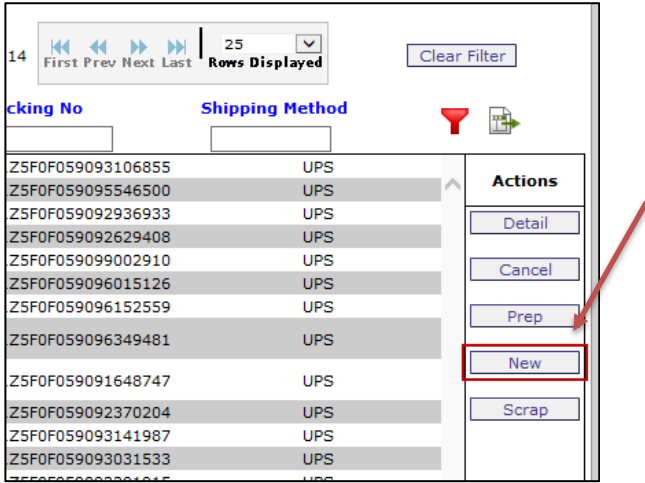 14 First Prev Next Last 25 Rows Displayed Clear Filter
cking No Shipping Method
Z5F0F059093106855 UPS
Z5F0F059095546500 UPS Actions
Z5F0F059092936933 UPS
Z5F0F059092629408 UPS Detail
Z5F0F059099002910 UPS
Z5F0F059096015126 UPS Cancel
Z5F0F059096152559 UPS
Prep
Z5F0F059096349481 UPS
New
Z5F0F059091648747 UPS
Z5F0F059092370204 UPS Scrap
Z5F0F059093141987 UPS
Z5F0F059093031533 UPS